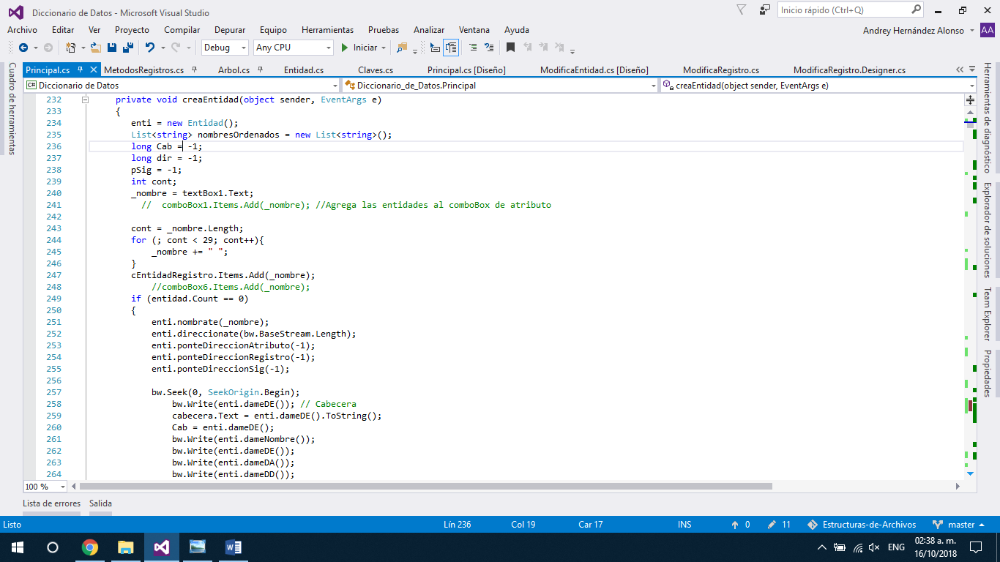 Diccionario de Datos - Microsoft Visual Studio
Inicio rápido (Ctrl+Q)
Archivo Editar Ver Proyecto Compilar Depurar Equipo Herramientas Pruebas Analizar Ventana Ayuda
Andrey Hernández Alonso AA
Debug Any CPU Iniciar
Principal.cs MetodosRegistros.cs Arbol.cs Entidad.cs Claves.cs Principal.cs [Diseño] ModificaEntidad.cs [Diseño] ModificaRegistro.cs ModificaRegistro.Designer.cs
Diccionario de Datos Diccionario_de_Datos.Principal creaEntidad(object sender, EventArgs e)
Cuadro de herramientas
232 private void creaEntidad(object sender, EventArgs e)
233 {
234 enti = new Entidad();
235 List<string> nombresOrdenados = new List<string>();
236 long Cab = -1;
237 long dir = -1;
238 pSig = -1;
239 int cont;
240 _nombre = textBox1.Text;
241 // comboBox1.Items.Add(_nombre); //Agrega las entidades al comboBox de atributo
242
243 cont = _nombre.Length;
244 for (; cont < 29; cont++){
245 _nombre += " ";
246 }
247 cEntidadRegistro.Items.Add(_nombre);
248 //comboBox6.Items.Add(_nombre);
249 if (entidad.Count == 0)
250 {
251 enti.nombrate(_nombre);
252 enti.direccionate(bw.BaseStream.Length);
253 enti.ponteDireccionAtributo(-1);
254 enti.ponteDireccionRegistro(-1);
255 enti.ponteDireccionSig(-1);
256
257 bw.Seek(0, SeekOrigin.Begin);
258 bw.Write(enti.dameDE()); // Cabecera
259 cabecera.Text = enti.dameDE().ToString();
260 Cab = enti.dameDE();
261 bw.Write(enti.dameNombre());
262 bw.Write(enti.dameDE());
263 bw.Write(enti.dameDA());
264 bw.Write(enti.dameDD());
Herramientas de diagnóstico
Explorador de soluciones
Team Explorer
Propiedades
100 %
Lista de errores Salida
Listo Lín 236 Col 19 Car 17 INS 0 11 Estructuras-de-Archivos master
ENG 02:38 a. m.
16/10/2018